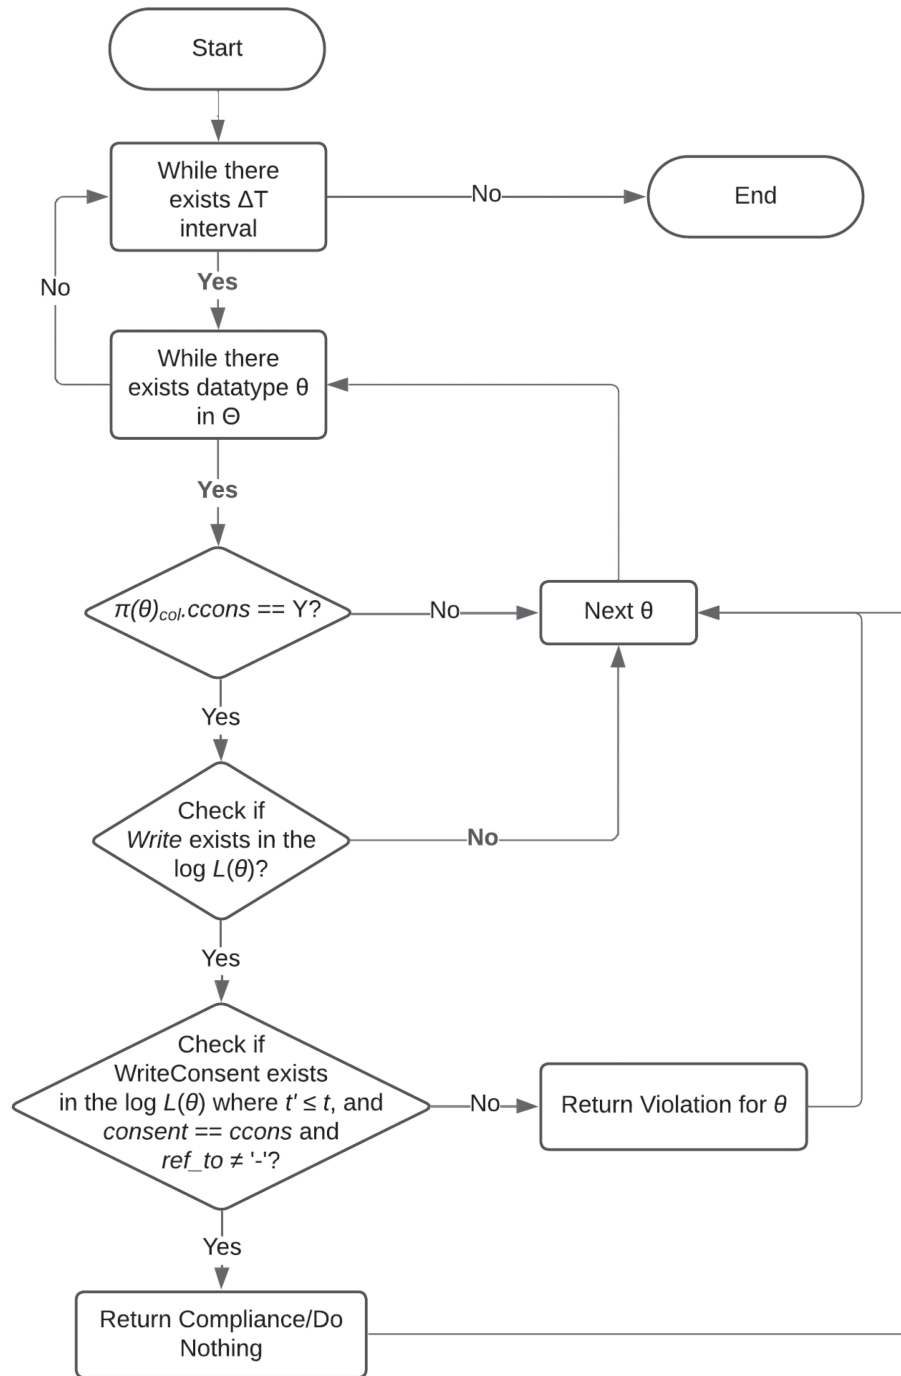 Start
While there
exists ΔT
interval
No
End
Yes
No
While there
exists datatype θ
in Θ
Yes
π(θ)col.ccons == Y?
No
Next θ
Yes
Check if
Write exists in the
log L(θ)?
No
Yes
Check if
WriteConsent exists
in the log L(θ) where t' ≤ t, and
consent == ccons and
ref_to ≠ '-'?
No
Return Violation for θ
Yes
Return Compliance/Do
Nothing